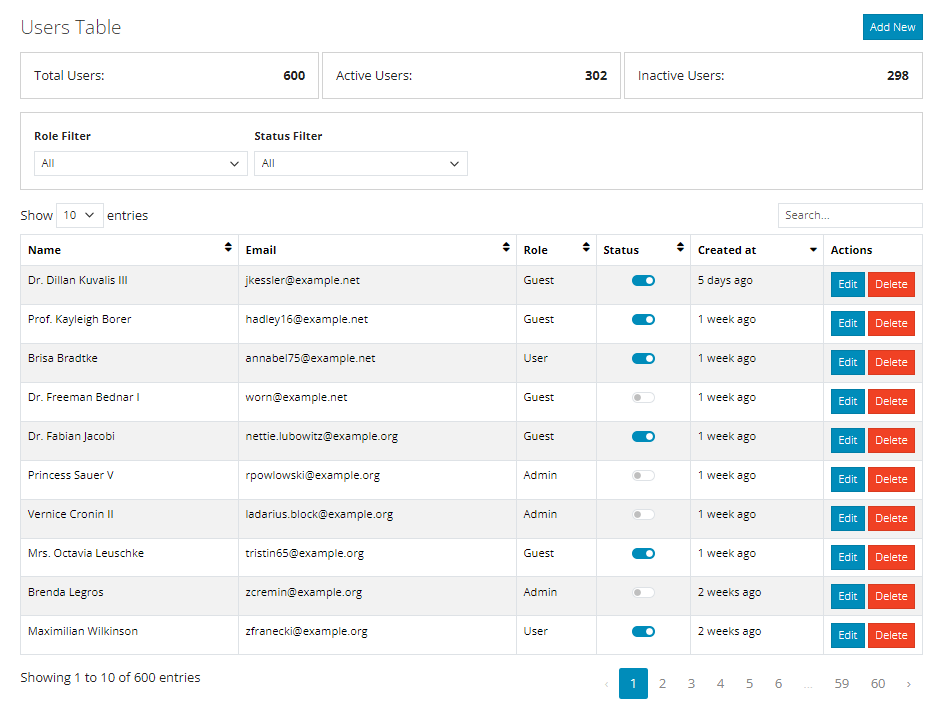 Users Table
Add New
Total Users: 600
Active Users: 302
Inactive Users: 298
Role Filter Status Filter
All All
Show 10 entries
Search...
Name Email Role Status Created at Actions
Dr. Dillan Kuvalis III jkessler@example.net Guest 5 days ago Edit Delete
Prof. Kayleigh Borer hadley16@example.net Guest 1 week ago Edit Delete
Brisa Bradtke annabel75@example.net User 1 week ago Edit Delete
Dr. Freeman Bednar I worn@example.net Guest 1 week ago Edit Delete
Dr. Fabian Jacobi nettie.lubowitz@example.org Guest 1 week ago Edit Delete
Princess Sauer V rpowlowski@example.org Admin 1 week ago Edit Delete
Vernice Cronin II ladarius.block@example.org Admin 1 week ago Edit Delete
Mrs. Octavia Leuschke tristin65@example.org Guest 1 week ago Edit Delete
Brenda Legros zcremin@example.org Admin 2 weeks ago Edit Delete
Maximilian Wilkinson zfranecki@example.org User 2 weeks ago Edit Delete
Showing 1 to 10 of 600 entries
‹ 1 2 3 4 5 6 ... 59 60 ›